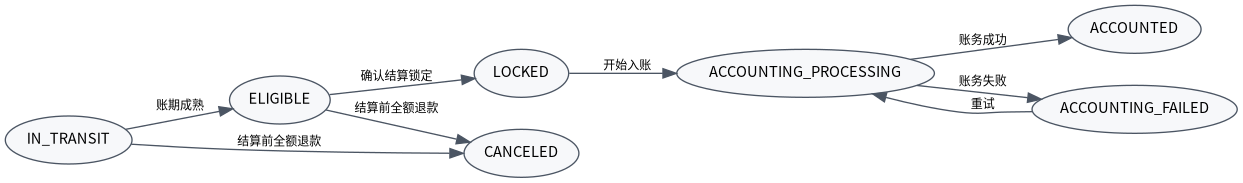 IN_TRANSIT
账期成熟
ELIGIBLE
结算前全额退款
确认结算锁定
结算前全额退款
LOCKED
CANCELED
开始入账
ACCOUNTING_PROCESSING
账务成功
账务失败
重试
ACCOUNTED
ACCOUNTING_FAILED